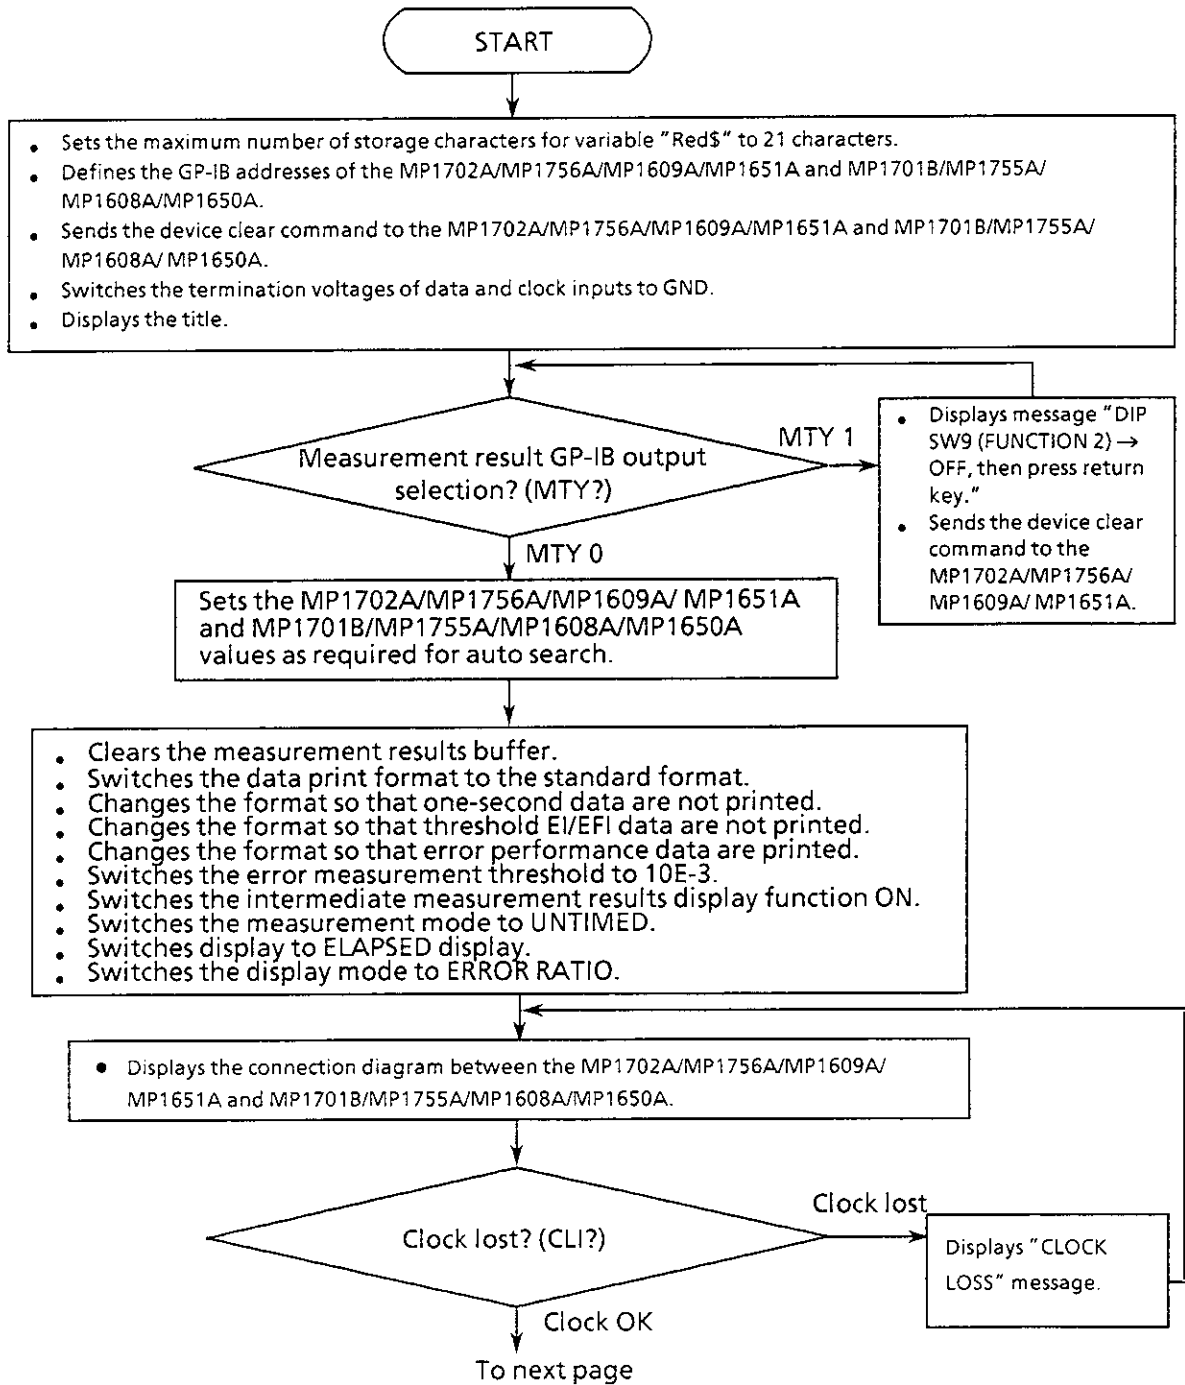 START
• Sets the maximum number of storage characters for variable "Red$" to 21 characters.
• Defines the GP-IB addresses of the MP1702A/MP1756A/MP1609A/MP1651A and MP1701B/MP1755A/
MP1608A/MP1650A.
• Sends the device clear command to the MP1702A/MP1756A/MP1609A/MP1651A and MP1701B/MP1755A/
MP1608A/ MP1650A.
• Switches the termination voltages of data and clock inputs to GND.
• Displays the title.
Measurement result GP-IB output
selection? (MTY?)
MTY 1
• Displays message "DIP
SW9 (FUNCTION 2) →
OFF, then press return
key."
• Sends the device clear
command to the
MP1702A/MP1756A/
MP1609A/ MP1651A.
MTY 0
Sets the MP1702A/MP1756A/MP1609A/ MP1651A
and MP1701B/MP1755A/MP1608A/MP1650A
values as required for auto search.
• Clears the measurement results buffer.
• Switches the data print format to the standard format.
• Changes the format so that one-second data are not printed.
• Changes the format so that threshold EI/EFI data are not printed.
• Changes the format so that error performance data are printed.
• Switches the error measurement threshold to 10E-3.
• Switches the intermediate measurement results display function ON.
• Switches the measurement mode to UNTIMED.
• Switches display to ELAPSED display.
• Switches the display mode to ERROR RATIO.
• Displays the connection diagram between the MP1702A/MP1756A/MP1609A/
MP1651A and MP1701B/MP1755A/MP1608A/MP1650A.
Clock lost? (CLI?)
Clock lost
Displays "CLOCK
LOSS" message.
Clock OK
To next page